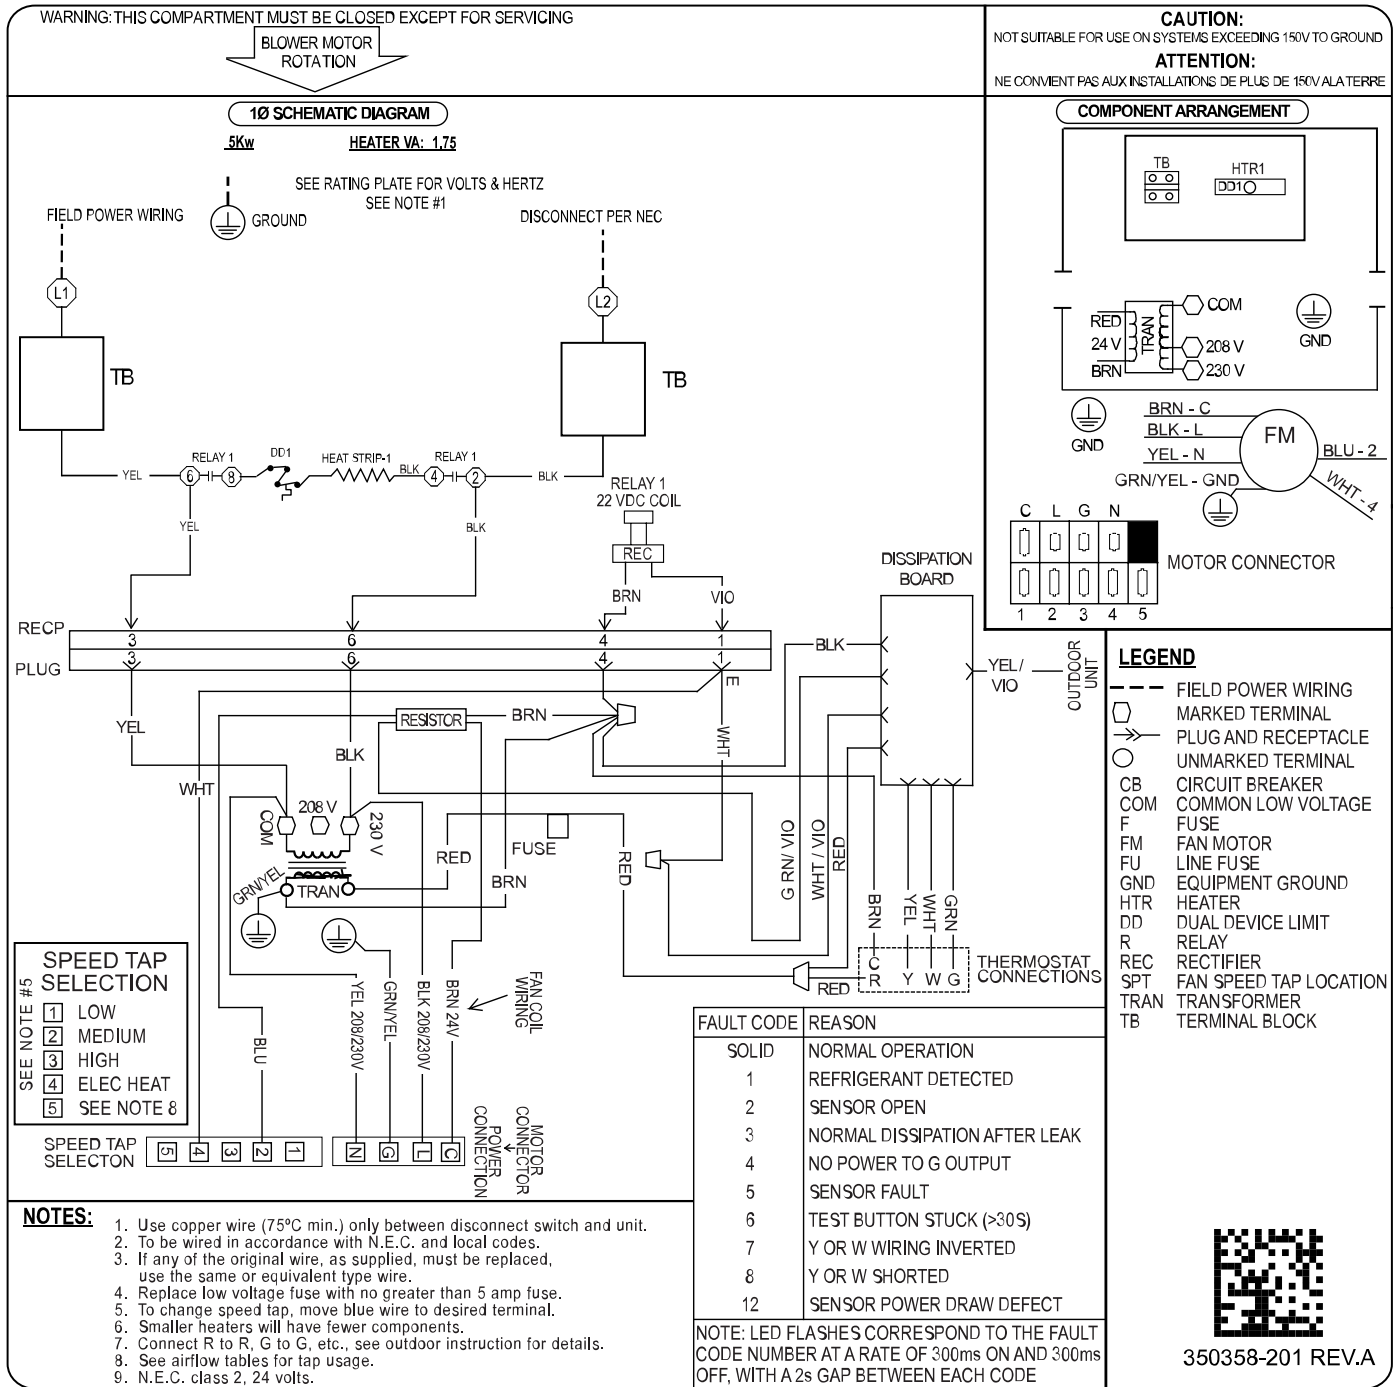 WARNING: THIS COMPARTMENT MUST BE CLOSED EXCEPT FOR SERVICING
BLOWER MOTOR
ROTATION
CAUTION:
NOT SUITABLE FOR USE ON SYSTEMS EXCEEDING 150V TO GROUND
ATTENTION:
NE CONVIENT PAS AUX INSTALLATIONS DE PLUS DE 150V A LA TERRE
1Ø SCHEMATIC DIAGRAM
5Kw
HEATER VA: 1,75
SEE RATING PLATE FOR VOLTS & HERTZ
SEE NOTE #1
FIELD POWER WIRING
GROUND
DISCONNECT PER NEC
L1
L2
TB
TB
YEL
6
RELAY 1
8
DD1
HEAT STRIP-1
BLK
4
RELAY 1
2
BLK
YEL
BLK
RELAY 1
22 VDC COIL
REC
BRN
VIO
RECP
3
6
4
1
PLUG
3
6
4
1
E
YEL
WHT
BLK
RESISTOR
BRN
WHT
COM
208 V
230 V
GRN/YEL
TRAN
RED
FUSE
BRN
RED
DISSIPATION
BOARD
BLK
YEL/
VIO
OUTDOOR
UNIT
G RN/ VIO
WHT / VIO
RED
BRN
YEL
WHT
GRN
RED
C
R
Y
W
G
THERMOSTAT
CONNECTIONS
SEE NOTE #5
SPEED TAP
SELECTION
1 LOW
2 MEDIUM
3 HIGH
4 ELEC HEAT
5 SEE NOTE 8
BLU
YEL 208/230V
GRN/YEL
BLK 208/230V
BRN 24V
FAN COIL
WIRING
SPEED TAP
SELECTON
5 4 3 2 1
N G L C
MOTOR
CONNECTOR
POWER
CONNECTION
COMPONENT ARRANGEMENT
TB
HTR1
DD1
RED
24 V
BRN
TRAN
COM
208 V
230 V
GND
GND
BRN - C
BLK - L
YEL - N
GRN/YEL - GND
FM
BLU - 2
WHT - 4
C L G N
1 2 3 4 5
MOTOR CONNECTOR
LEGEND
FIELD POWER WIRING
MARKED TERMINAL
PLUG AND RECEPTACLE
UNMARKED TERMINAL
CB CIRCUIT BREAKER
COM COMMON LOW VOLTAGE
F FUSE
FM FAN MOTOR
FU LINE FUSE
GND EQUIPMENT GROUND
HTR HEATER
DD DUAL DEVICE LIMIT
R RELAY
REC RECTIFIER
SPT FAN SPEED TAP LOCATION
TRAN TRANSFORMER
TB TERMINAL BLOCK
FAULT CODE REASON
SOLID NORMAL OPERATION
1 REFRIGERANT DETECTED
2 SENSOR OPEN
3 NORMAL DISSIPATION AFTER LEAK
4 NO POWER TO G OUTPUT
5 SENSOR FAULT
6 TEST BUTTON STUCK (>30S)
7 Y OR W WIRING INVERTED
8 Y OR W SHORTED
12 SENSOR POWER DRAW DEFECT
NOTE: LED FLASHES CORRESPOND TO THE FAULT
CODE NUMBER AT A RATE OF 300ms ON AND 300ms
OFF, WITH A 2s GAP BETWEEN EACH CODE
NOTES:
1. Use copper wire (75ºC min.) only between disconnect switch and unit.
2. To be wired in accordance with N.E.C. and local codes.
3. If any of the original wire, as supplied, must be replaced,
use the same or equivalent type wire.
4. Replace low voltage fuse with no greater than 5 amp fuse.
5. To change speed tap, move blue wire to desired terminal.
6. Smaller heaters will have fewer components.
7. Connect R to R, G to G, etc., see outdoor instruction for details.
8. See airflow tables for tap usage.
9. N.E.C. class 2, 24 volts.
350358-201 REV.A